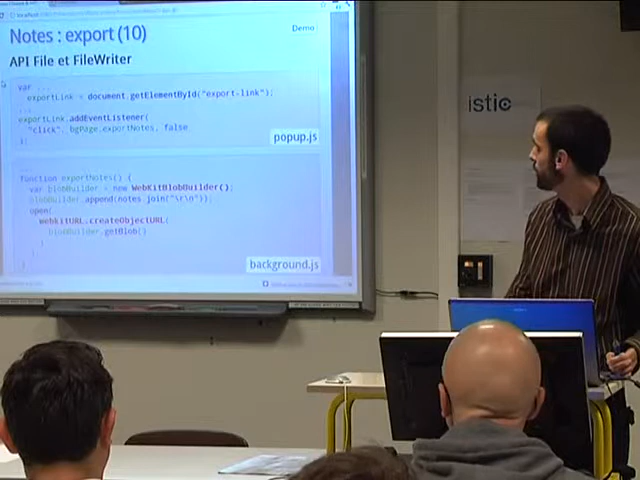 Notes : export (10)
Demo
API File et FileWriter
var ...
exportLink = document.getElementById("export-link");
...
exportLink.addEventListener(
"click", bgPage.exportNotes, false
);
popup.js
function exportNotes() {
var blobBuilder = new WebKitBlobBuilder();
blobBuilder.append(notes.join("\r\n"));
open(
webkitURL.createObjectURL(
blobBuilder.getBlob()
)
);
}
background.js
istic